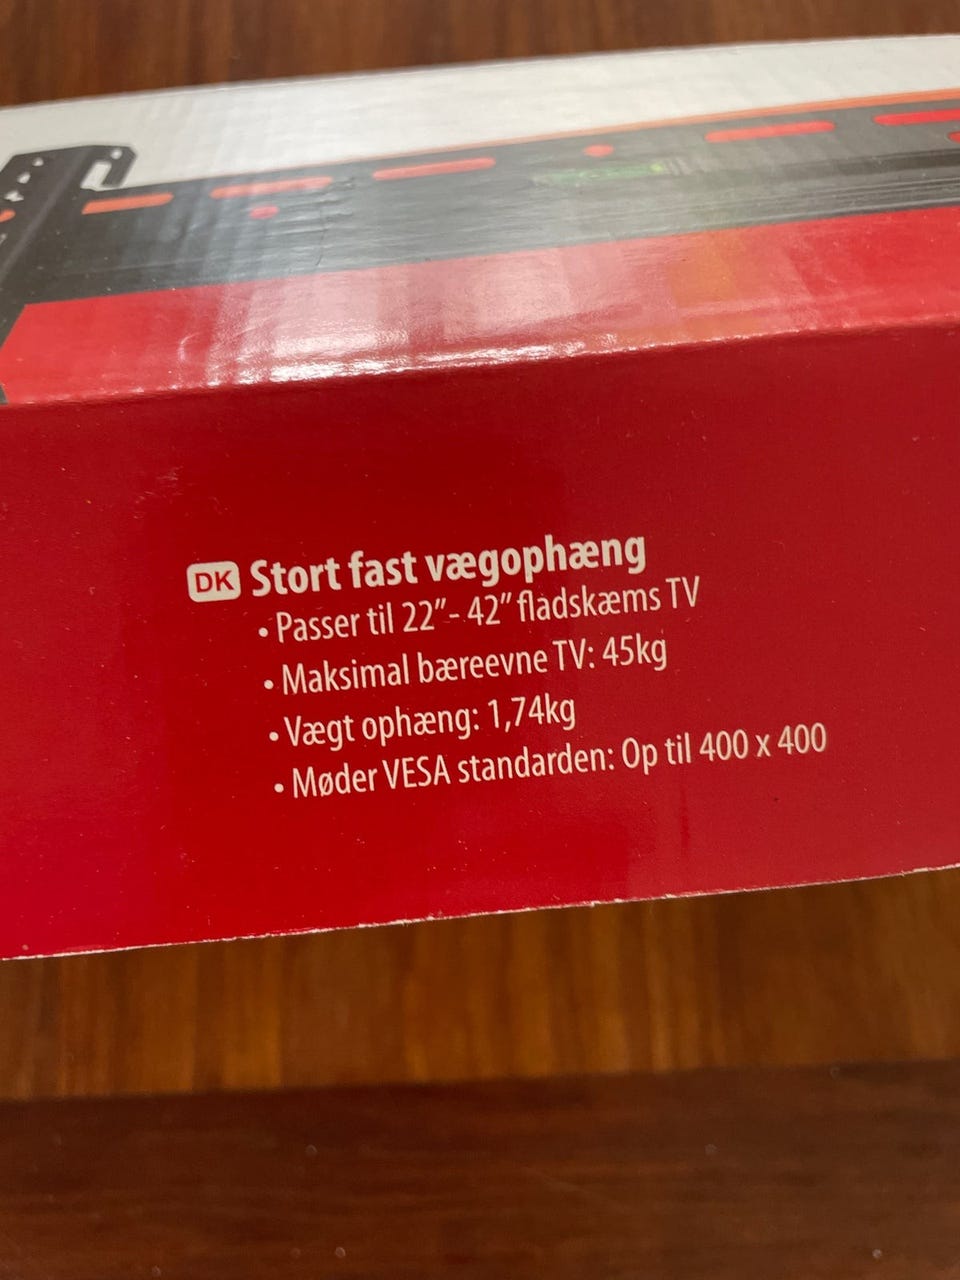 DK Stort fast vægophæng
• Passer til 22”- 42” fladskæms TV
• Maksimal bæreevne TV: 45kg
• Vægt ophæng: 1,74kg
• Møder VESA standarden: Op til 400 x 400